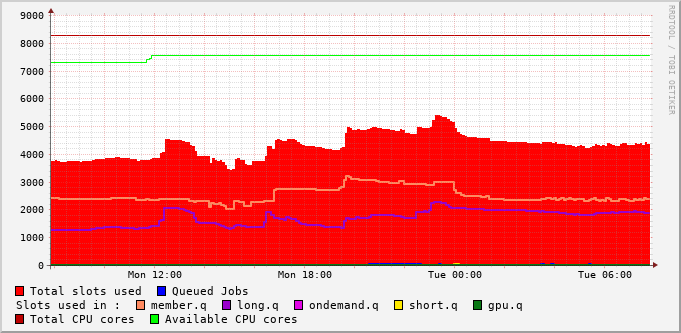 9000
8000
7000
6000
5000
4000
3000
2000
1000
0
Mon 12:00 Mon 18:00 Tue 00:00 Tue 06:00
Total slots used Queued Jobs
Slots used in : member.q long.q ondemand.q short.q gpu.q
Total CPU cores Available CPU cores
RRDTOOL / TOBI OETIKER